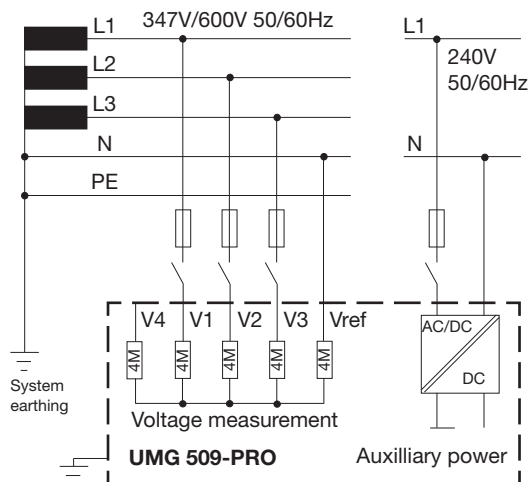 L1 347V/600V 50/60Hz
L2
L3
N
PE
L1
240V
50/60Hz
N
V4 V1 V2 V3 Vref
4M 4M 4M 4M 4M
Voltage measurement
UMG 509-PRO
AC/DC
DC
Auxilliary power
System
earthing